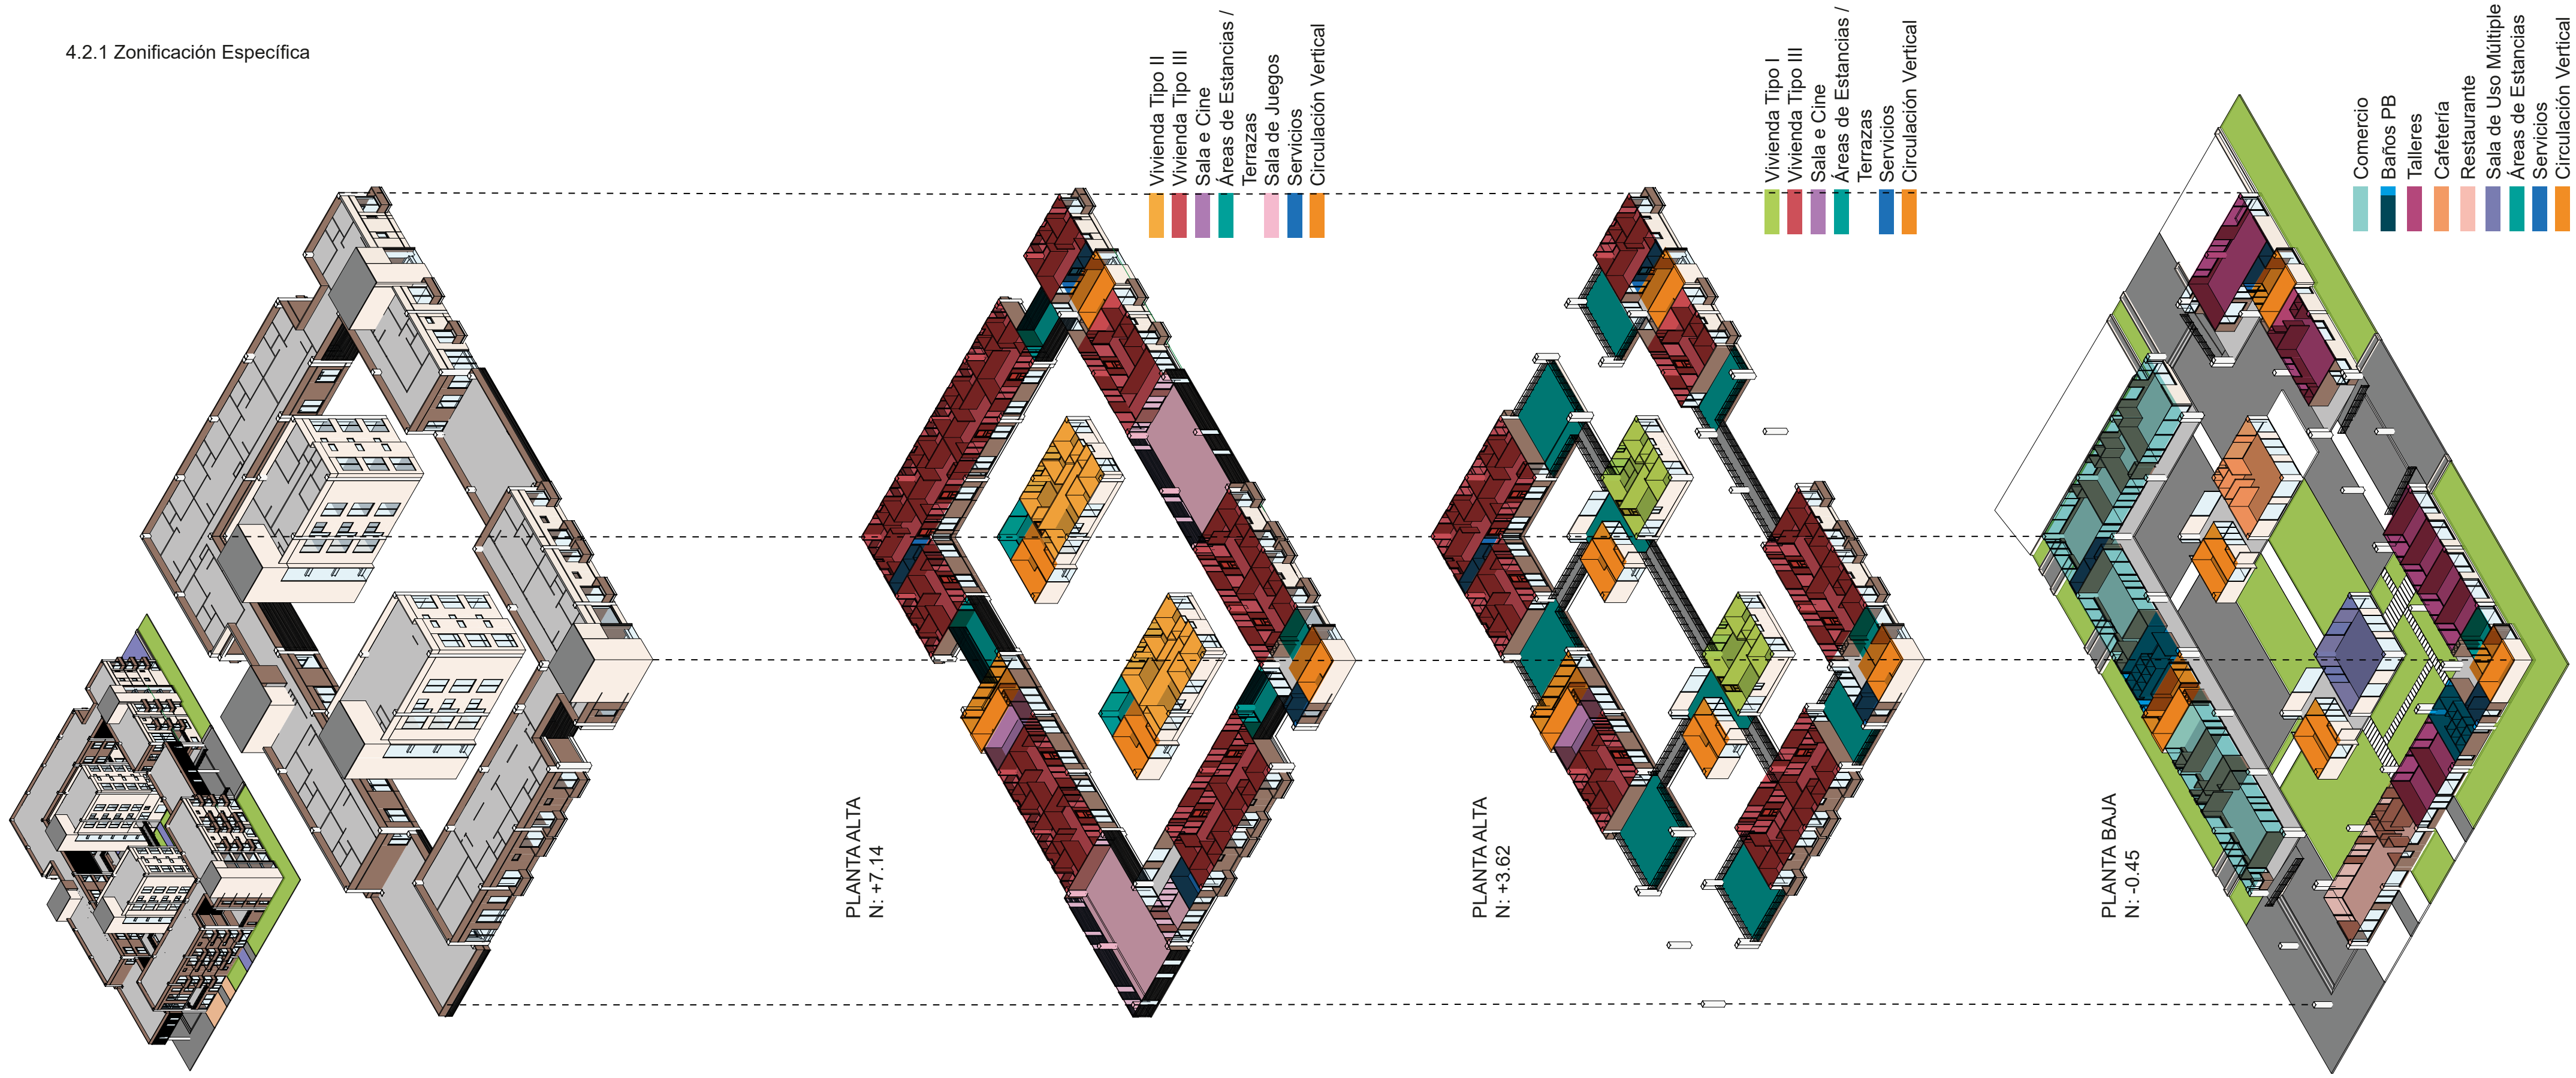 4.2.1 Zonificación Específica
PLANTA ALTA
N: +7.14
Vivienda Tipo II
Vivienda Tipo III
Sala e Cine
Áreas de Estancias /
Terrazas
Sala de Juegos
Servicios
Circulación Vertical
PLANTA ALTA
N: +3.62
Vivienda Tipo I
Vivienda Tipo III
Sala e Cine
Áreas de Estancias /
Terrazas
Servicios
Circulación Vertical
PLANTA BAJA
N: -0.45
Comercio
Baños PB
Talleres
Cafetería
Restaurante
Sala de Uso Múltiple
Áreas de Estancias
Servicios
Circulación Vertical